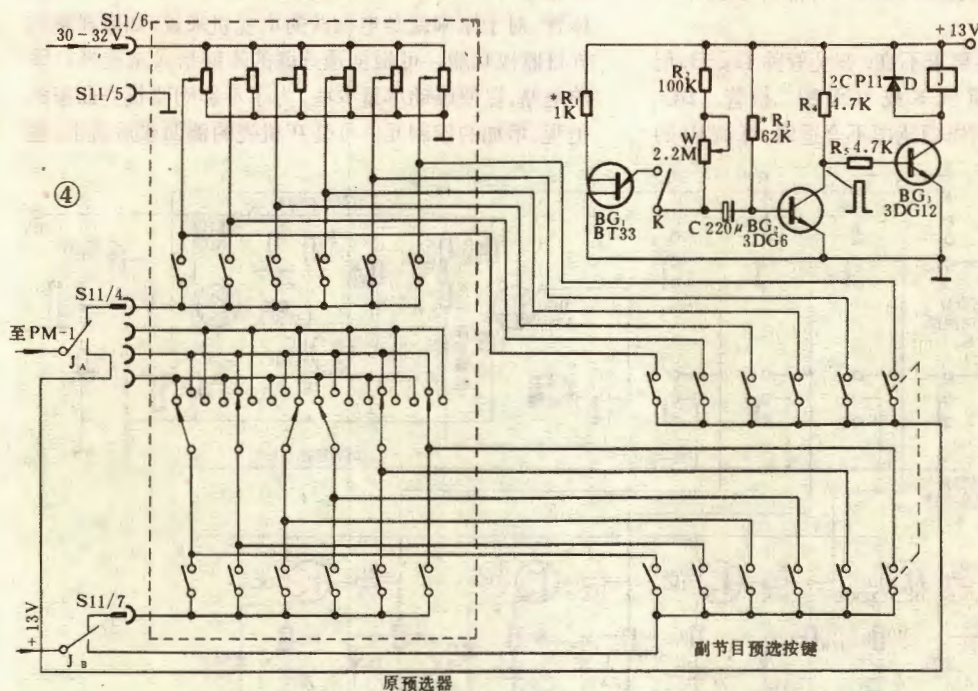 S11/6
30-32V
S11/5
④
S11/4
至PM-1
J A
S11/7
+13V
J B
原预选器
副节目预选按键
+13V
*R1
1K
R2
100K
W
2.2M
*R3
62K
2CP11
D
J
R4
4.7K
R5 4.7K
BG1
BT33
K
C 220μ
BG2
3DG6
BG3
3DG12